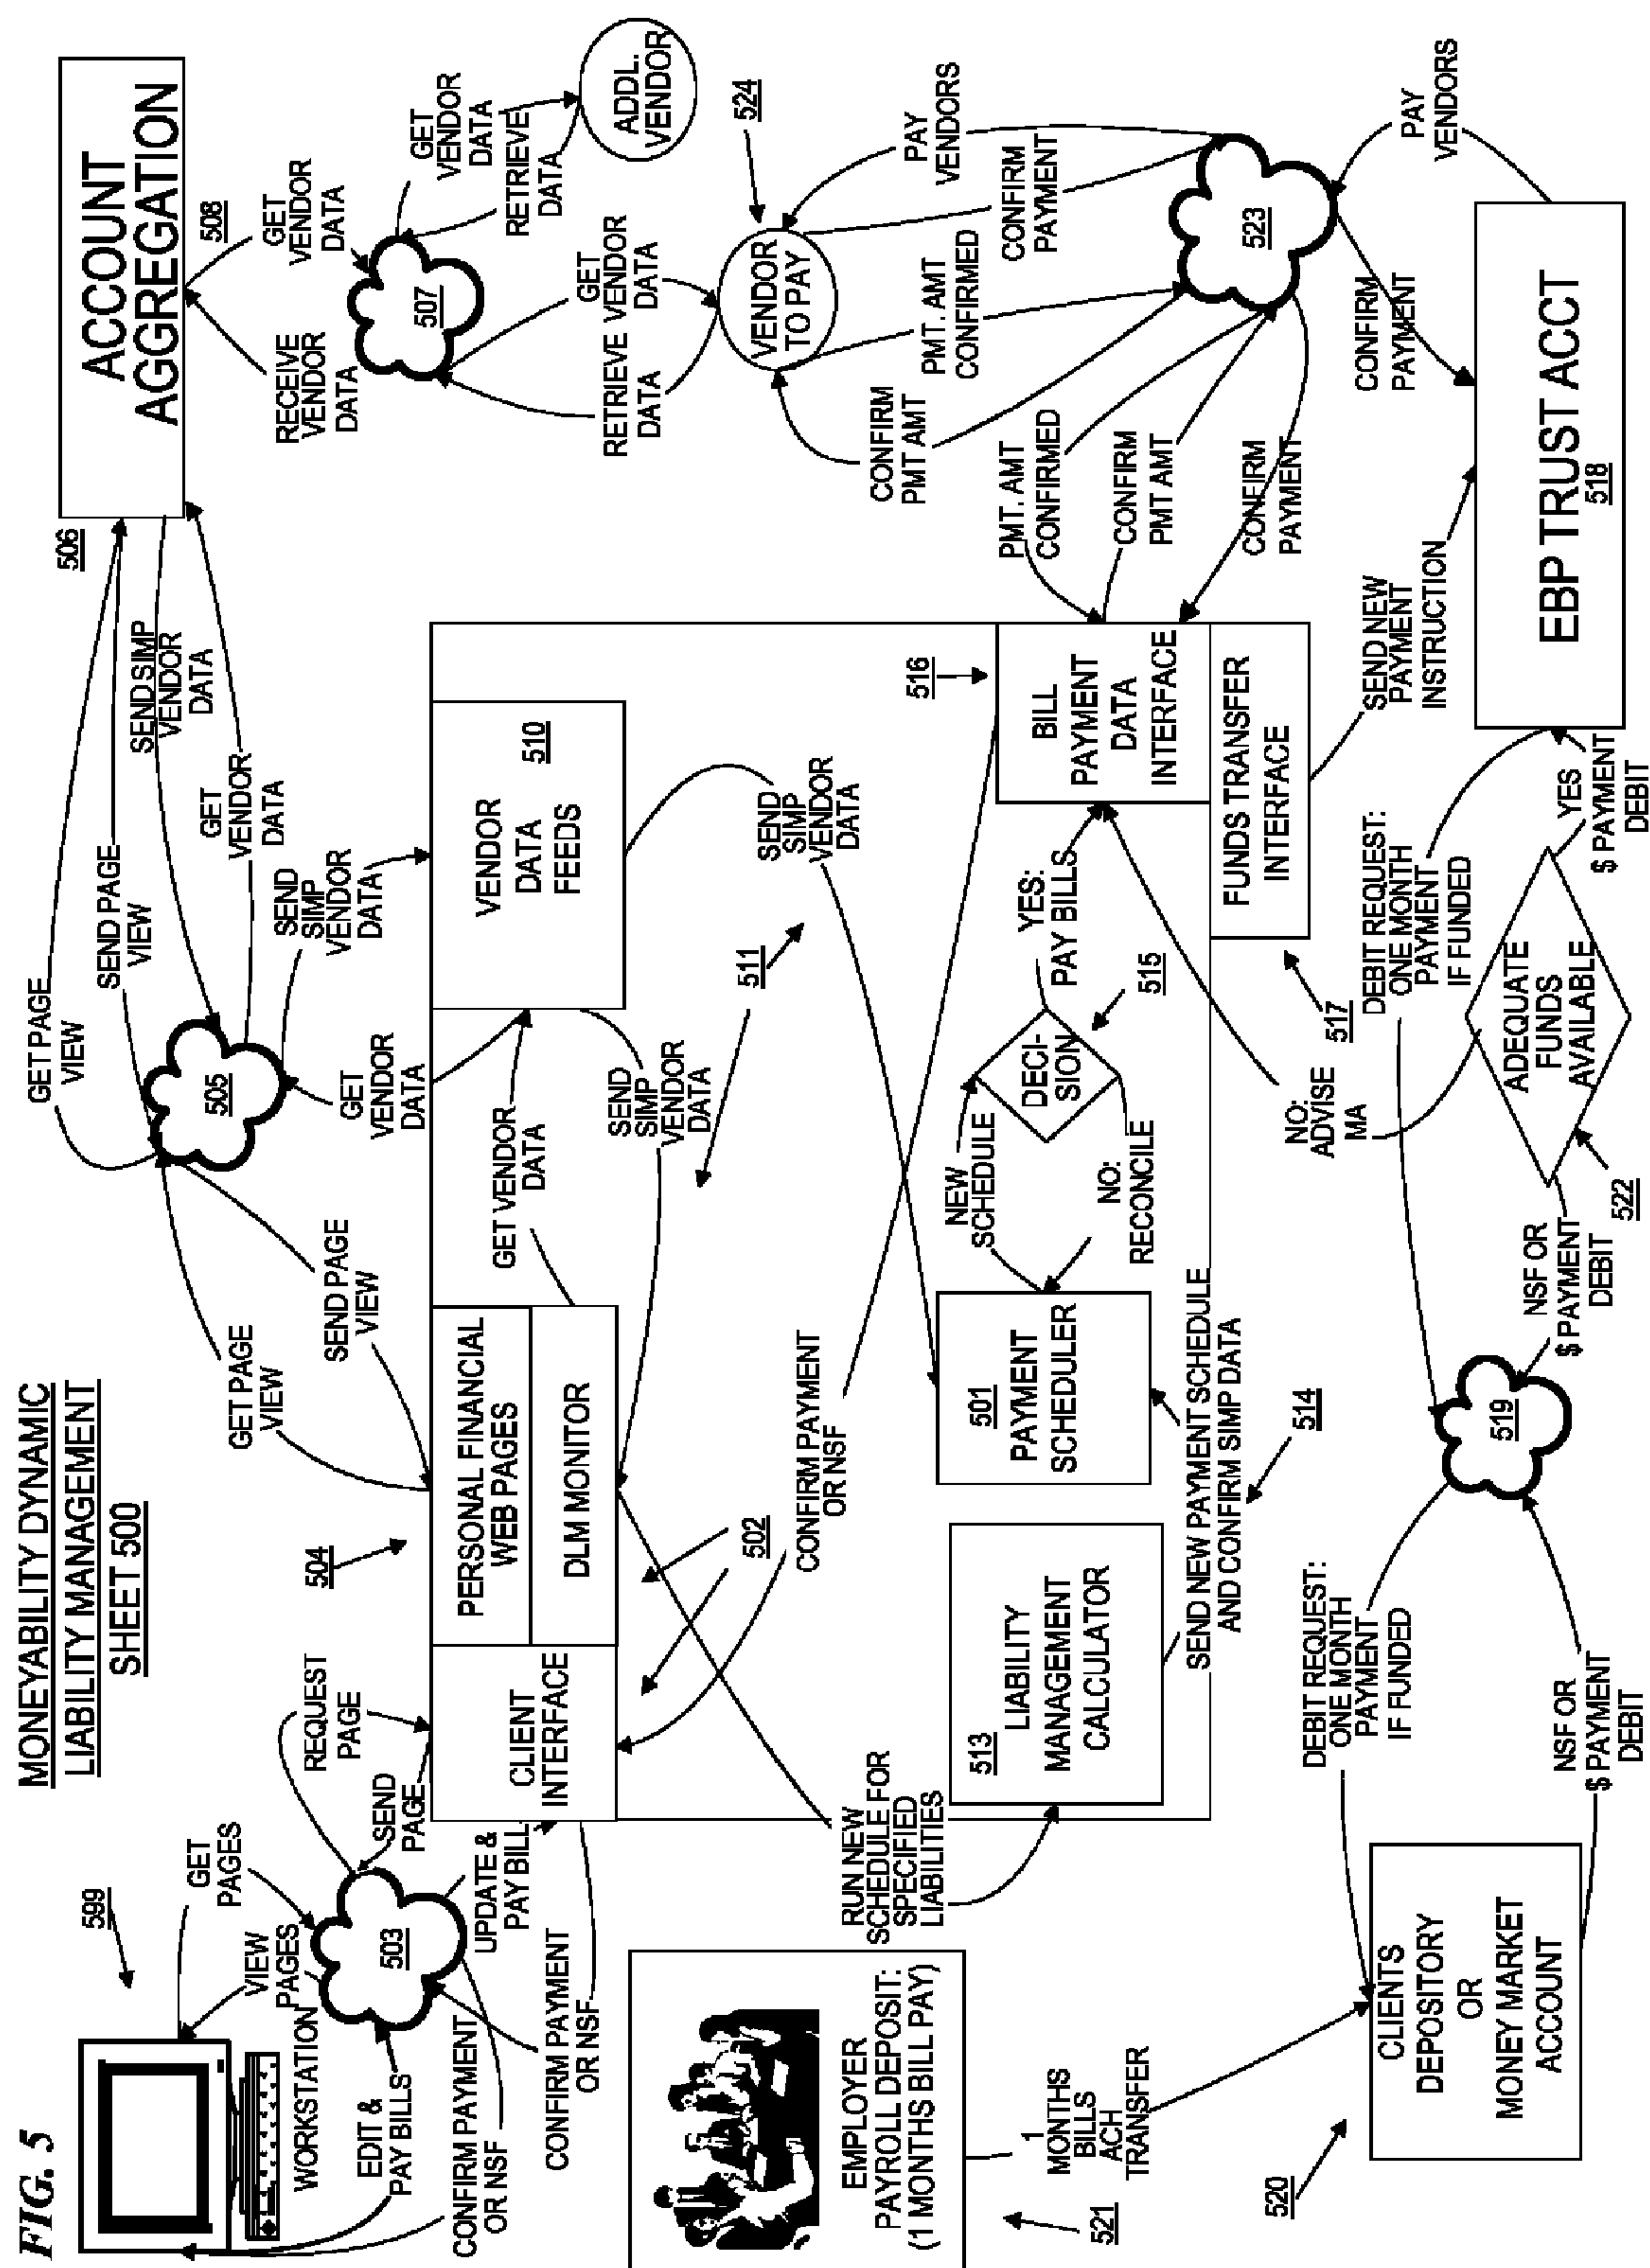 FIG. 5
MONEYABILITY DYNAMIC
LIABILITY MANAGEMENT
SHEET 500
599
WORKSTATION
GET
PAGES
VIEW
PAGES
503
EDIT &
PAY BILLS
CONFIRM PAYMENT
OR NSF
REQUEST
PAGE
SEND
PAGE
UPDATE &
PAY BILL
CONFIRM PAYMENT
OR NSF
504
GET PAGE
VIEW
SEND PAGE
VIEW
GET PAGE
VIEW
SEND PAGE
VIEW
505
SEND SIMP
VENDOR
DATA
GET
VENDOR
DATA
SEND
SIMP
VENDOR
DATA
GET
VENDOR
DATA
506
ACCOUNT
AGGREGATION
508
RECEIVE
VENDOR
DATA
GET
VENDOR
DATA
507
GET
VENDOR
DATA
RETRIEVE
DATA
ADDL.
VENDOR
RETRIEVE VENDOR
DATA
GET
VENDOR
DATA
524
VENDOR
TO PAY
CLIENT
INTERFACE
PERSONAL FINANCIAL
WEB PAGES
DLM MONITOR
502
GET VENDOR
DATA
SEND
SIMP
VENDOR
DATA
VENDOR
DATA
FEEDS
510
511
SEND
SIMP
VENDOR
DATA
CONFIRM PAYMENT
OR NSF
RUN NEW
SCHEDULE FOR
SPECIFIED
LIABILITIES
513
LIABILITY
MANAGEMENT
CALCULATOR
501
PAYMENT
SCHEDULER
NEW
SCHEDULE
NO:
RECONCILE
DECI-
SION
515
YES:
PAY BILLS
516
BILL
PAYMENT
DATA
INTERFACE
FUNDS TRANSFER
INTERFACE
517
SEND NEW PAYMENT SCHEDULE
AND CONFIRM SIMP DATA
514
CONFIRM
PMT AMT
PMT. AMT
CONFIRMED
CONFIRM
PAYMENT
PAY
VENDORS
PMT. AMT
CONFIRMED
CONFIRM
PMT AMT
CONFIRM
PAYMENT
523
CONFIRM
PAYMENT
PAY
VENDORS
SEND NEW
PAYMENT
INSTRUCTION
EBP TRUST ACCT
518
EMPLOYER
PAYROLL DEPOSIT:
(1 MONTHS BILL PAY)
521
1
MONTHS
BILLS
ACH
TRANSFER
520
CLIENTS
DEPOSITORY
OR
MONEY MARKET
ACCOUNT
DEBIT REQUEST:
ONE MONTH
PAYMENT
IF FUNDED
NSF OR
$ PAYMENT
DEBIT
519
NSF OR
$ PAYMENT
DEBIT
522
NO:
ADVISE
MA
ADEQUATE
FUNDS
AVAILABLE
DEBIT REQUEST:
ONE MONTH
PAYMENT
IF FUNDED
YES
$ PAYMENT
DEBIT